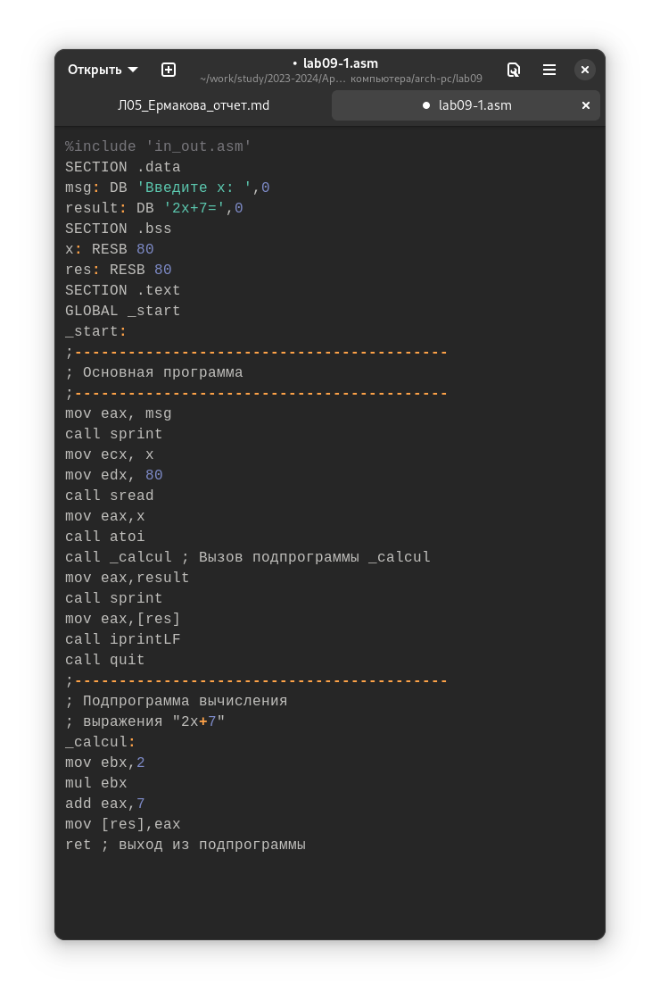 Открыть
• lab09-1.asm
~/work/study/2023-2024/Ар… компьютера/arch-pc/lab09
Л05_Ермакова_отчет.md
● lab09-1.asm
%include 'in_out.asm'
SECTION .data
msg: DB 'Введите x: ',0
result: DB '2x+7=',0
SECTION .bss
x: RESB 80
res: RESB 80
SECTION .text
GLOBAL _start
_start:
;------------------------------------------
; Основная программа
;------------------------------------------
mov eax, msg
call sprint
mov ecx, x
mov edx, 80
call sread
mov eax,x
call atoi
call _calcul ; Вызов подпрограммы _calcul
mov eax,result
call sprint
mov eax,[res]
call iprintLF
call quit
;------------------------------------------
; Подпрограмма вычисления
; выражения "2x+7"
_calcul:
mov ebx,2
mul ebx
add eax,7
mov [res],eax
ret ; выход из подпрограммы